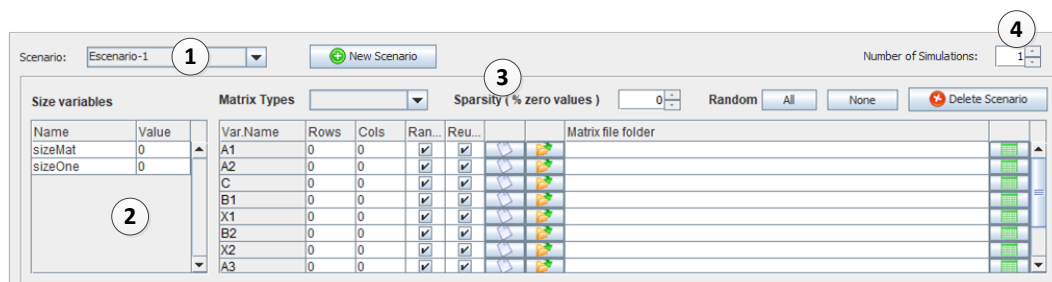 4
Scenario: Escenario-1 1 New Scenario Number of Simulations: 1
3
Size variables Matrix Types Sparsity ( % zero values ) 0 Random All None Delete Scenario
Name Value Var.Name Rows Cols Ran... Reu... Matrix file folder
sizeMat 0 A1 0 0
sizeOne 0 A2 0 0
C 0 0
B1 0 0
2 X1 0 0
B2 0 0
X2 0 0
A3 0 0